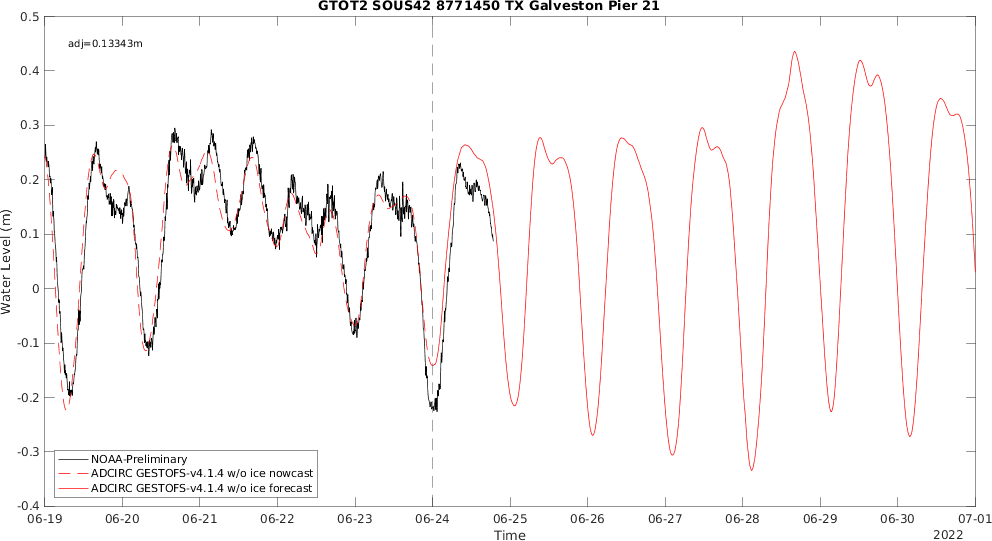 GTOT2 SOUS42 8771450 TX Galveston Pier 21
adj=0.13343m
0.5
0.4
0.3
0.2
0.1
0
-0.1
-0.2
-0.3
-0.4
Water Level (m)
NOAA-Preliminary
ADCIRC GESTOFS-v4.1.4 w/o ice nowcast
ADCIRC GESTOFS-v4.1.4 w/o ice forecast
06-19 06-20 06-21 06-22 06-23 06-24 06-25 06-26 06-27 06-28 06-29 06-30 07-01
Time
2022